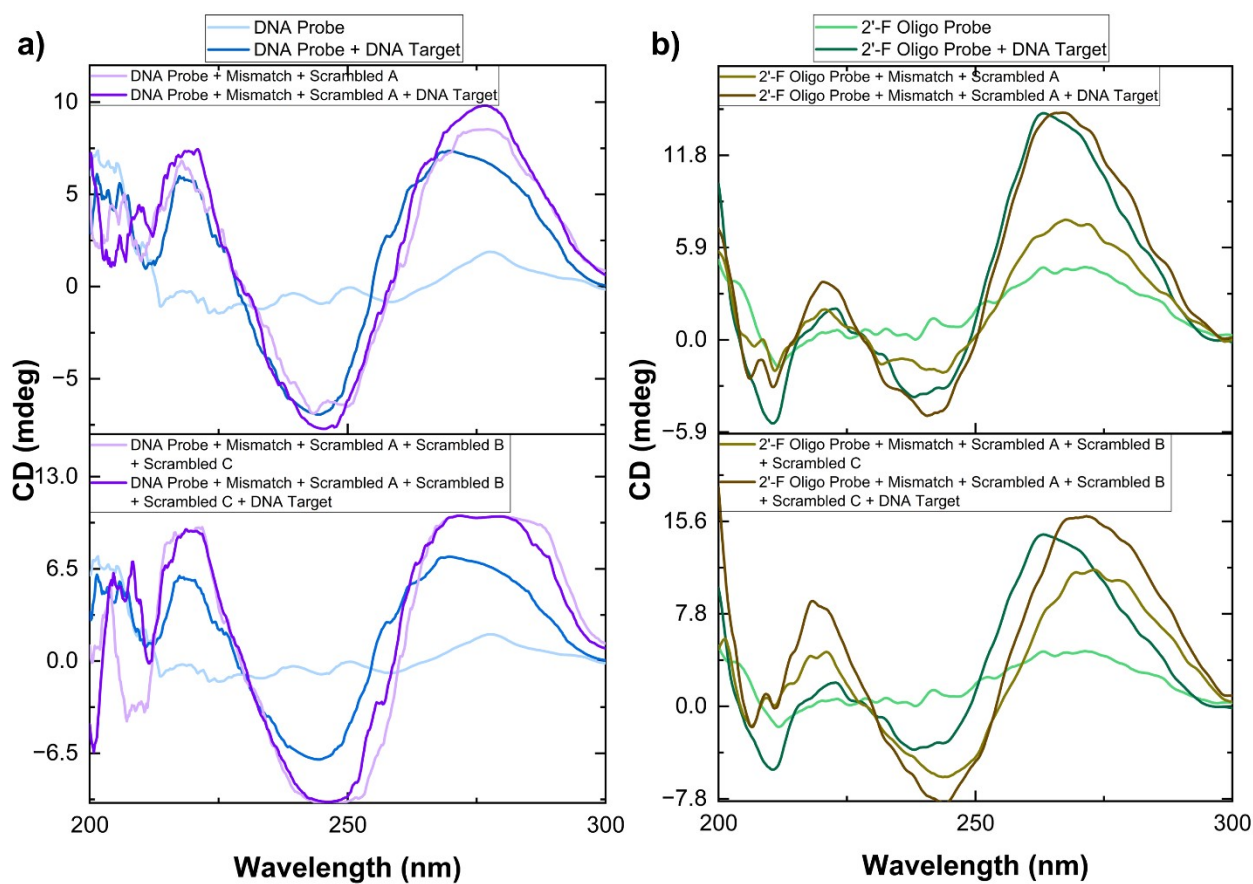 a)
DNA Probe
DNA Probe + DNA Target
DNA Probe + Mismatch + Scrambled A
DNA Probe + Mismatch + Scrambled A + DNA Target
10
5
0
−5
DNA Probe + Mismatch + Scrambled A + Scrambled B
+ Scrambled C
DNA Probe + Mismatch + Scrambled A + Scrambled B
+ Scrambled C + DNA Target
13.0
6.5
0.0
−6.5
CD (mdeg)
200
250
300
Wavelength (nm)
b)
2'-F Oligo Probe
2'-F Oligo Probe + DNA Target
2'-F Oligo Probe + Mismatch + Scrambled A
2'-F Oligo Probe + Mismatch + Scrambled A + DNA Target
11.8
5.9
0.0
−5.9
2'-F Oligo Probe + Mismatch + Scrambled A + Scrambled B
+ Scrambled C
2'-F Oligo Probe + Mismatch + Scrambled A + Scrambled B
+ Scrambled C + DNA Target
15.6
7.8
0.0
−7.8
CD (mdeg)
200
250
300
Wavelength (nm)